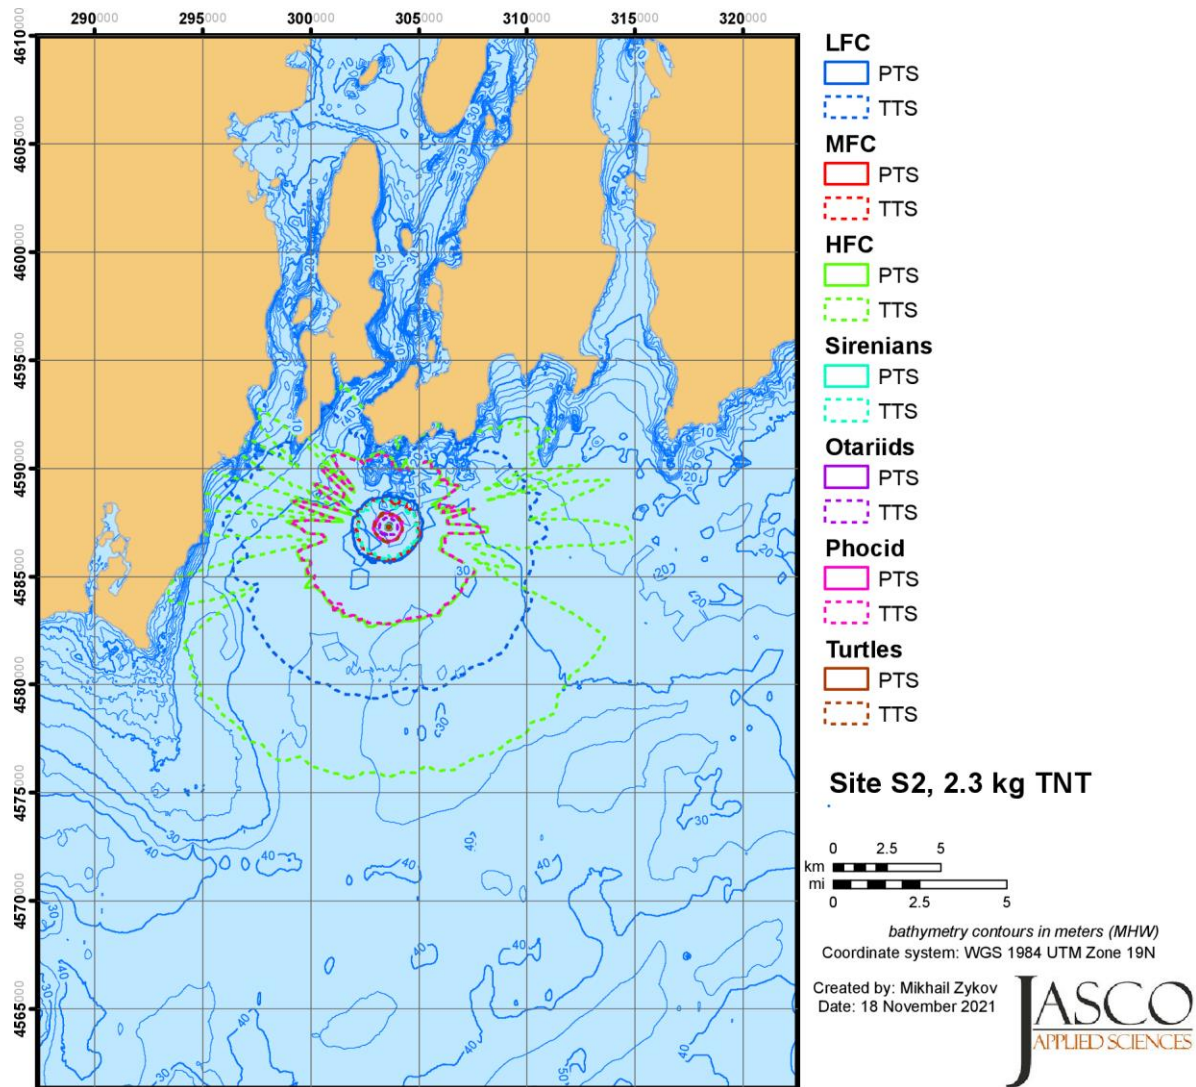 290000 295000 300000 305000 310000 315000 320000
4610000
4605000
4600000
4595000
4590000
4585000
4580000
4575000
4570000
4565000
LFC
PTS
TTS
MFC
PTS
TTS
HFC
PTS
TTS
Sirenians
PTS
TTS
Otariids
PTS
TTS
Phocid
PTS
TTS
Turtles
PTS
TTS
Site S2, 2.3 kg TNT
0 2.5 5
km
mi
0 2.5 5
bathymetry contours in meters (MHW)
Coordinate system: WGS 1984 UTM Zone 19N
Created by: Mikhail Zykov
Date: 18 November 2021
JASCO
APPLIED SCIENCES